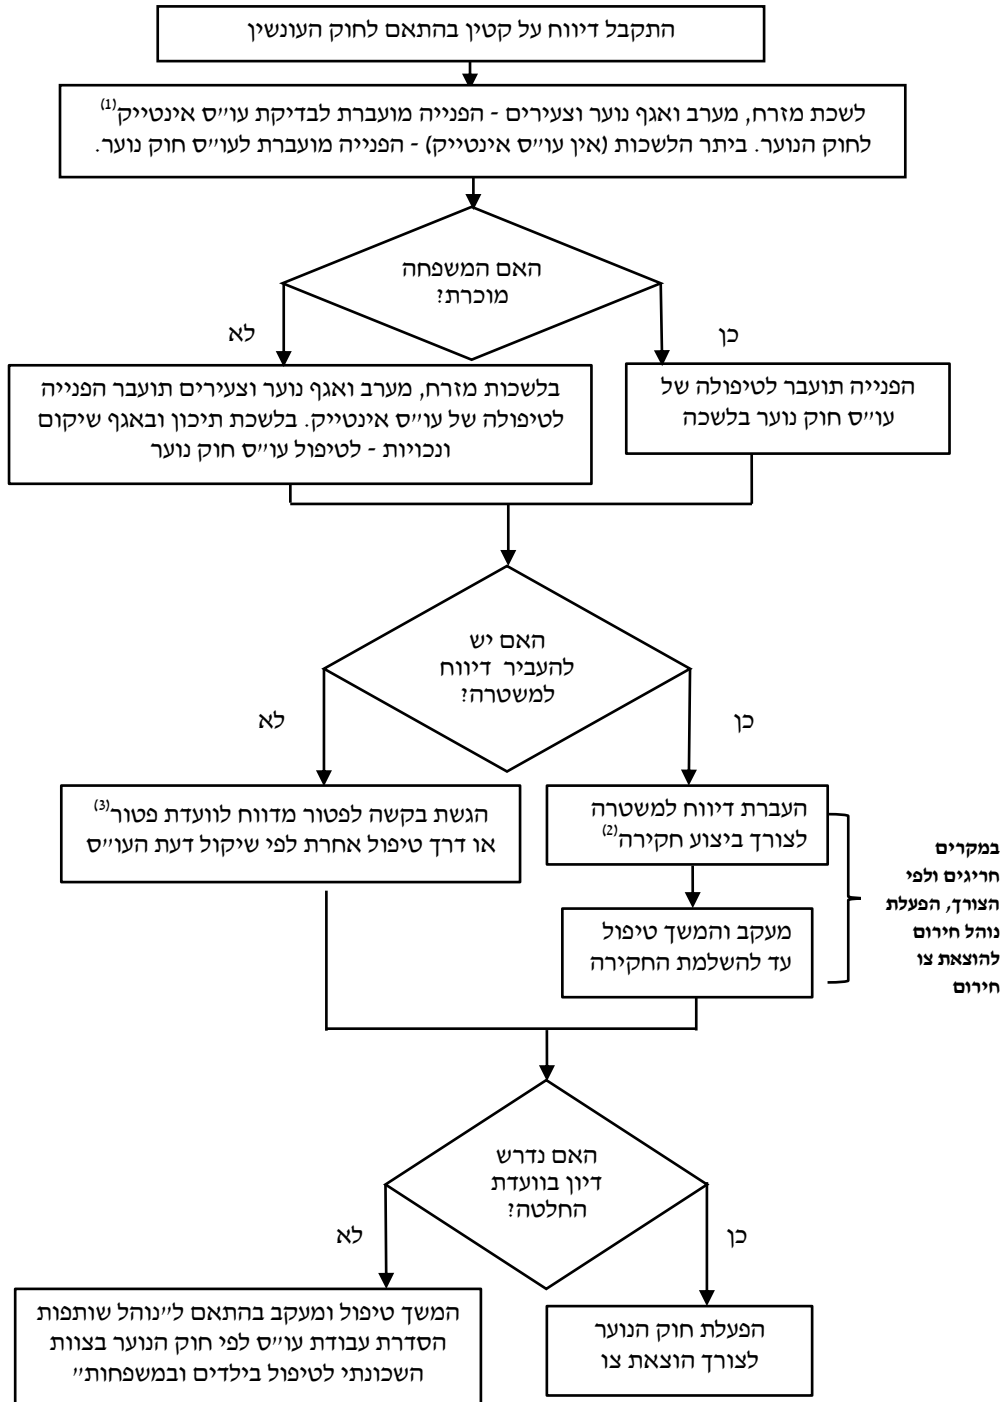 התקבל דיווח על קטין בהתאם לחוק העונשין
לשכת מזרח, מערב ואגף נוער וצעירים - הפנייה מועברת לבדיקת עו״ס אינטייק(1)
לחוק הנוער. ביתר הלשכות (אין עו״ס אינטייק) - הפנייה מועברת לעו״ס חוק נוער.
האם המשפחה
מוכרת?
כן
לא
הפנייה תועבר לטיפולה של
עו״ס חוק נוער בלשכה
בלשכות מזרח, מערב ואגף נוער וצעירים תועבר הפנייה
לטיפולה של עו״ס אינטייק. בלשכת תיכון ובאגף שיקום
ונכויות - לטיפול עו״ס חוק נוער
האם יש
להעביר דיווח
למשטרה?
כן
לא
העברת דיווח למשטרה
לצורך ביצוע חקירה(2)
הגשת בקשה לפטור מדווח לוועדת פטור(3)
או דרך טיפול אחרת לפי שיקול דעת העו״ס
במקרים
חריגים ולפי
הצורך, הפעלת
נוהל חירום
להוצאת צו
חירום
מעקב והמשך טיפול
עד להשלמת החקירה
האם נדרש
דיון בוועדת
החלטה?
כן
לא
הפעלת חוק הנוער
לצורך הוצאת צו
המשך טיפול ומעקב בהתאם ל״נוהל שותפות
הסדרת עבודת עו״ס לפי חוק הנוער בצוות
השכונתי לטיפול בילדים ובמשפחות״